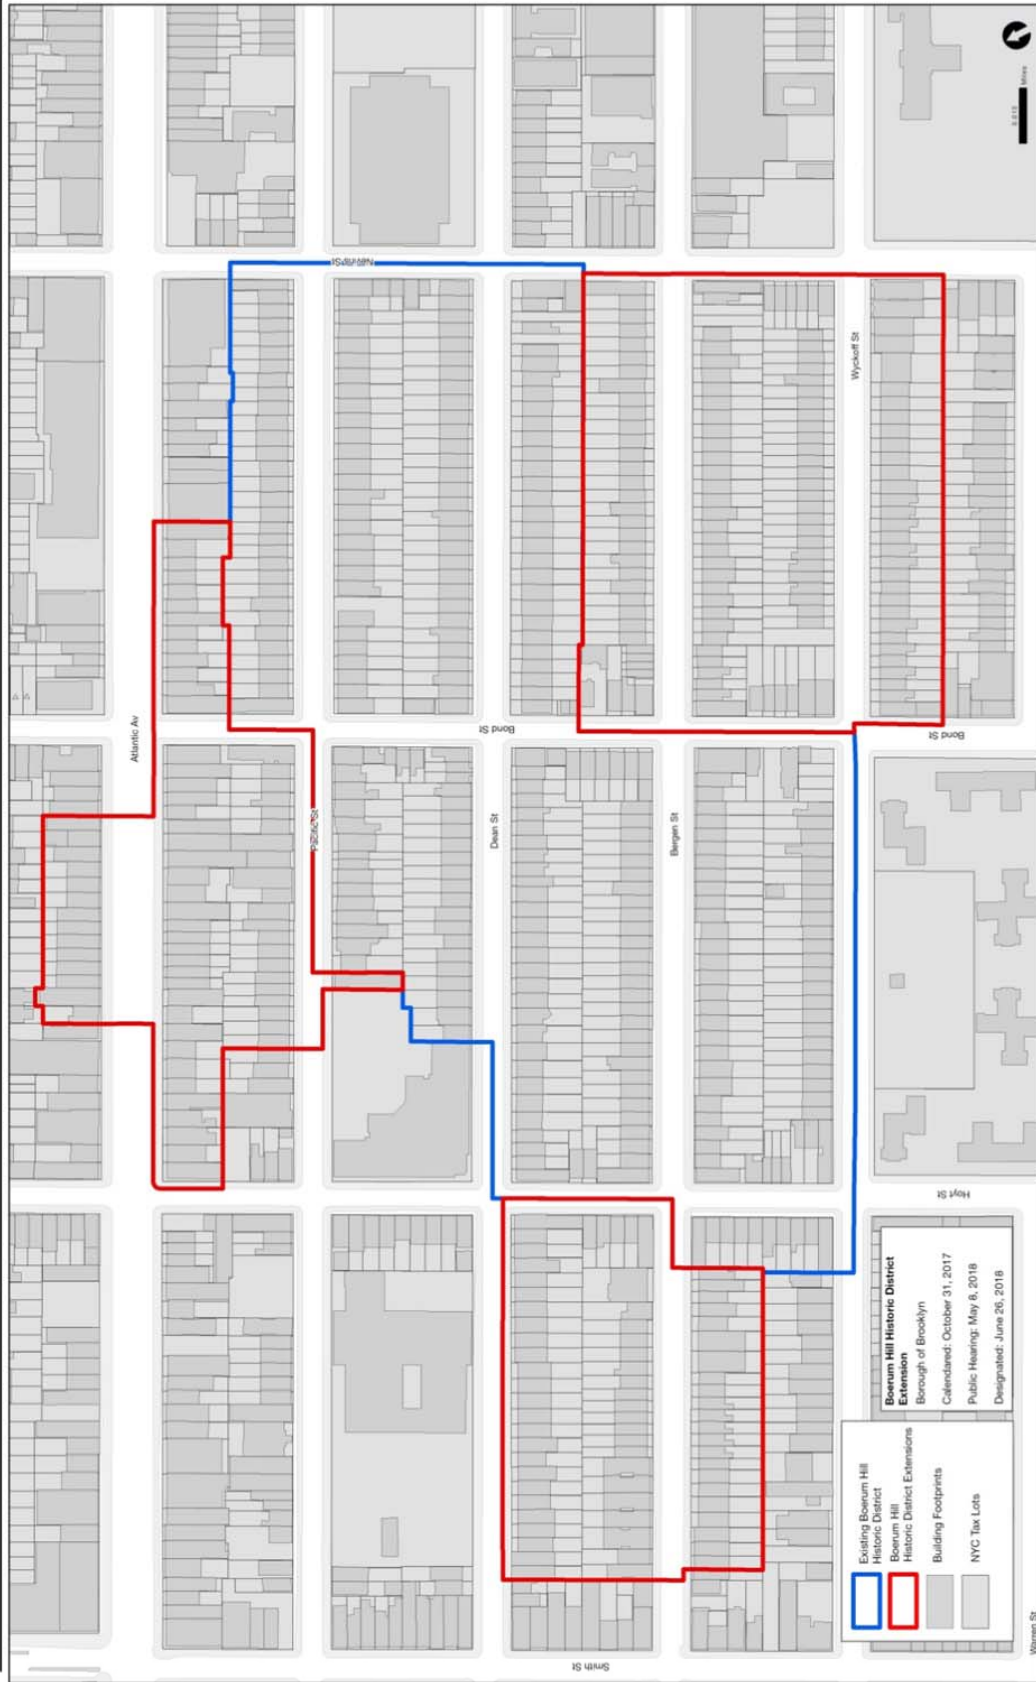 Atlantic Av
Pacific St
Nevins St
Bond St
Dean St
Bergen St
Wyckoff St
Bond St
Hoyt St
Smith St
Warren St
Miles
Boerum Hill Historic District
Extension
Borough of Brooklyn
Calendared: October 31, 2017
Public Hearing: May 8, 2018
Designated: June 26, 2018
Existing Boerum Hill
Historic District
Boerum Hill
Historic District Extensions
Building Footprints
NYC Tax Lots